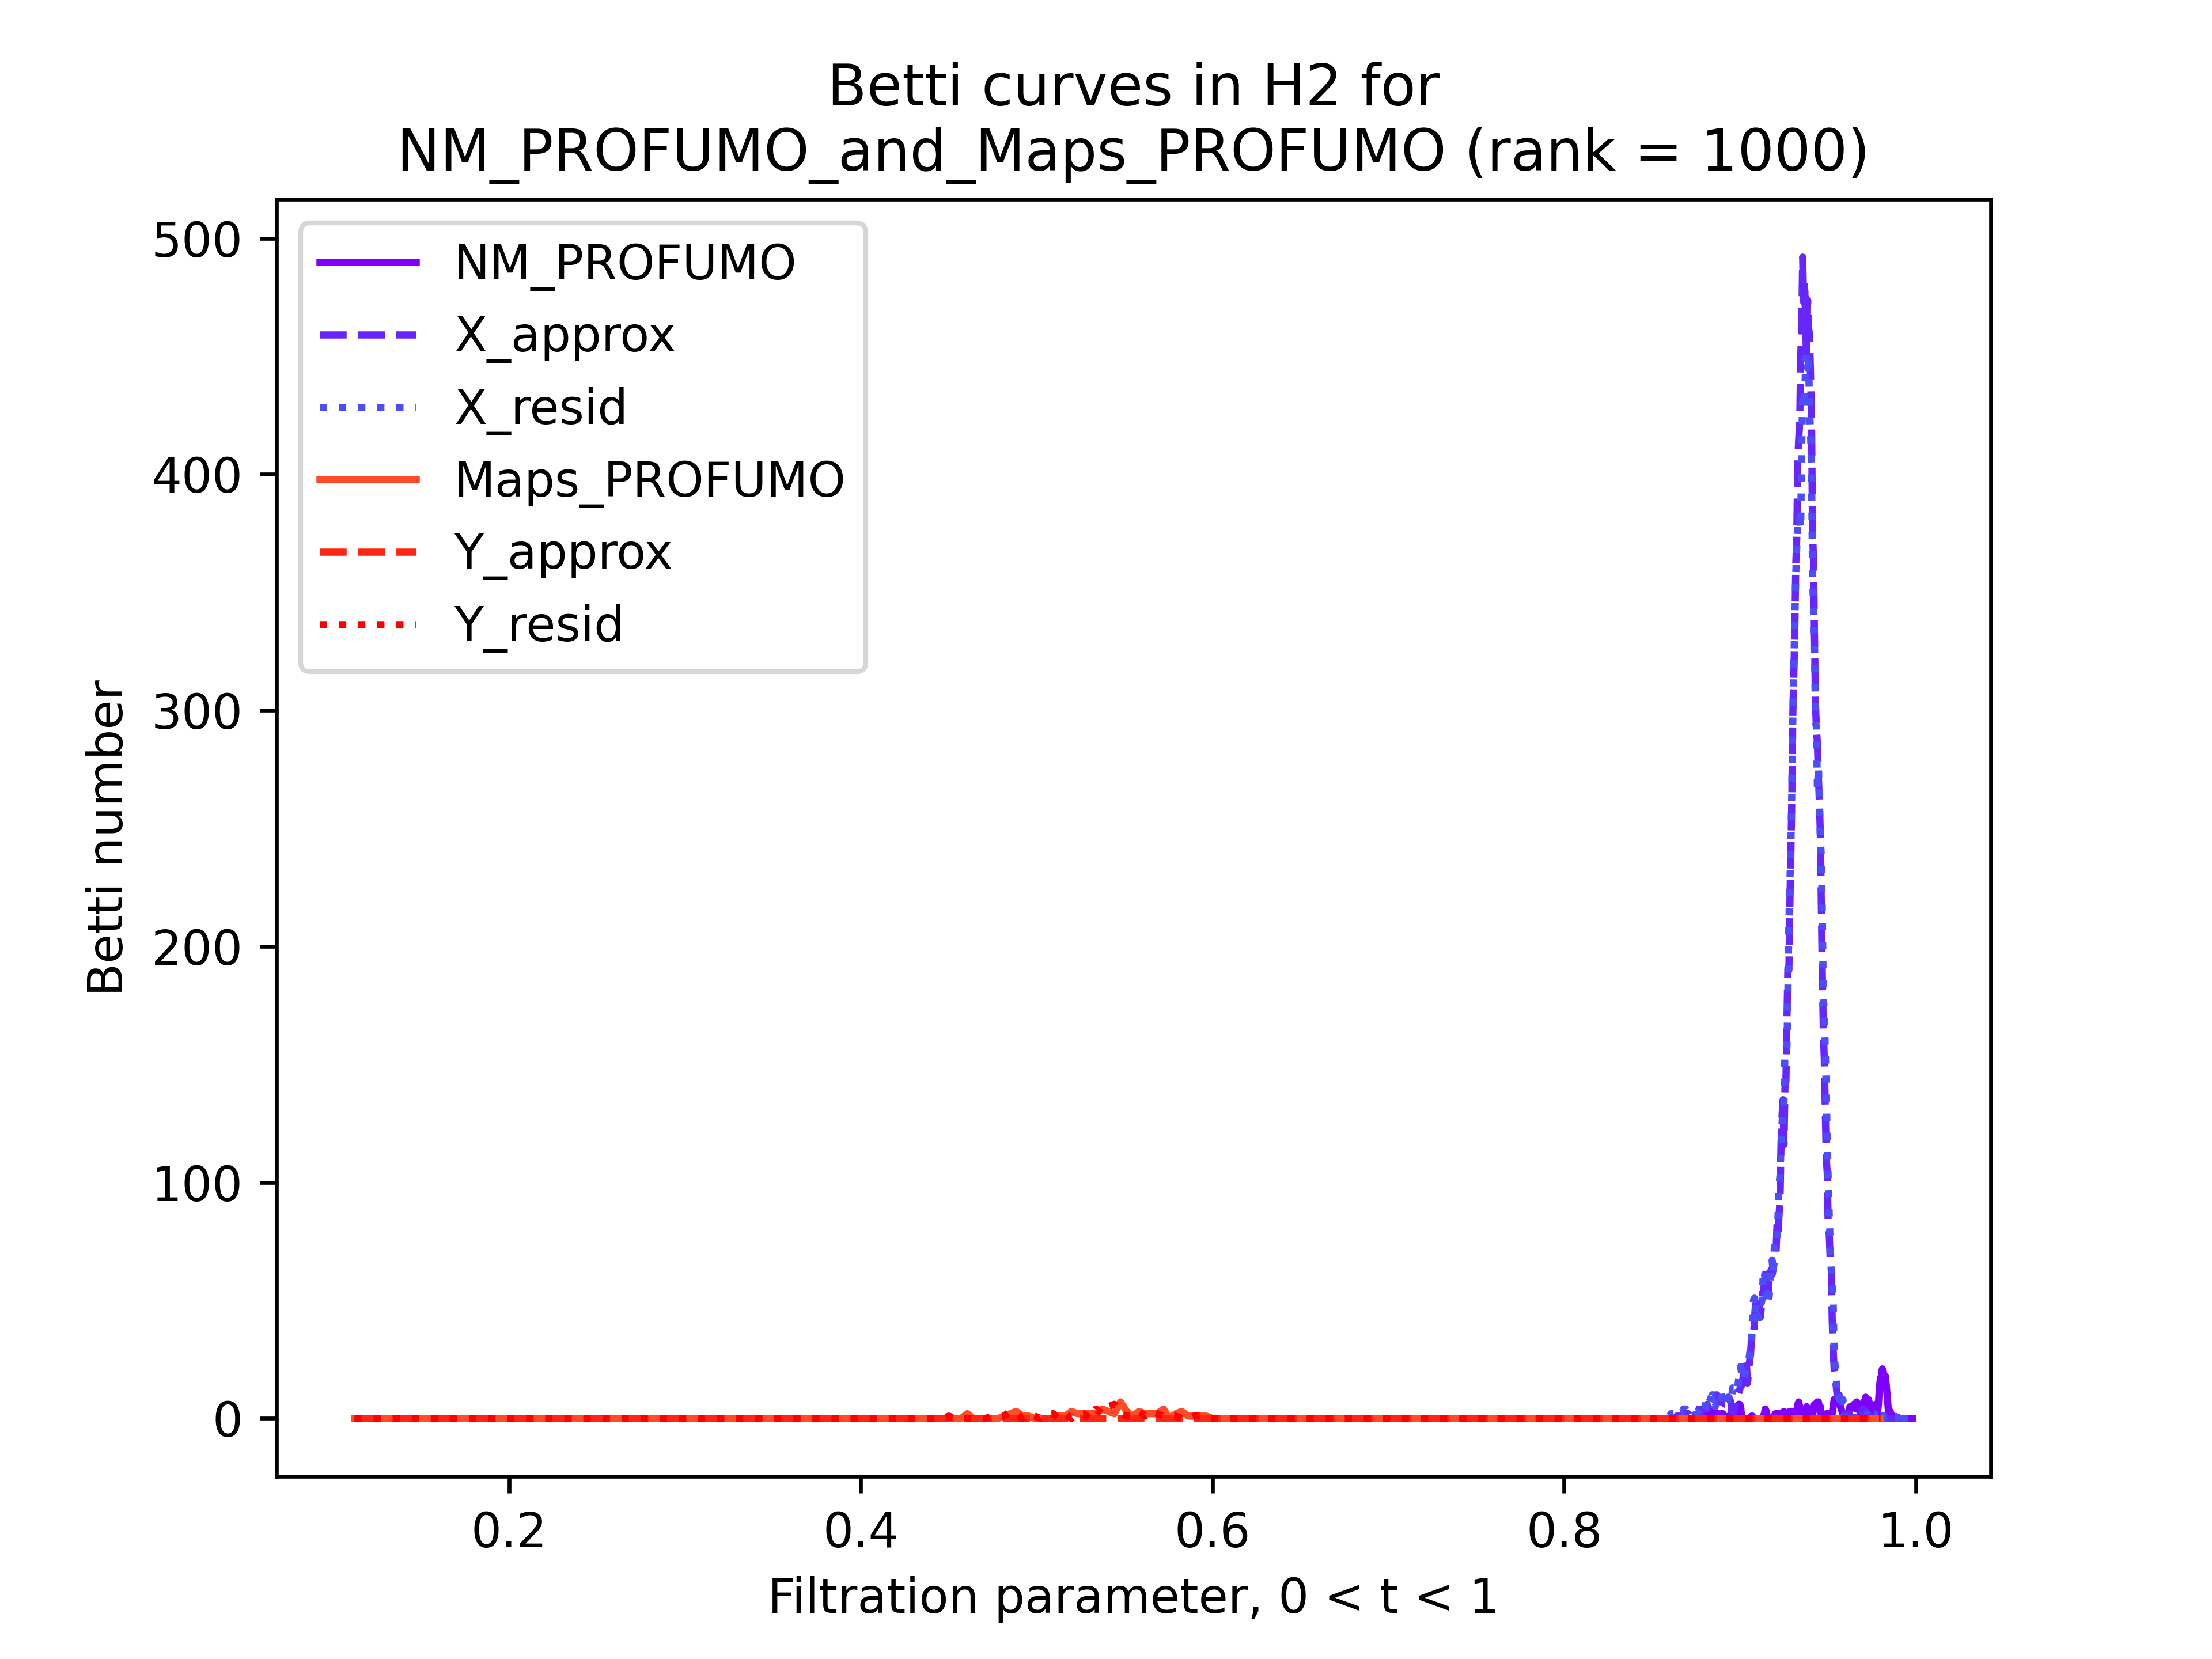 Betti curves in H2 for
NM_PROFUMO_and_Maps_PROFUMO (rank = 1000)
NM_PROFUMO
X_approx
X_resid
Maps_PROFUMO
Y_approx
Y_resid
Betti number
500
400
300
200
100
0
0.2 0.4 0.6 0.8 1.0
Filtration parameter, 0 < t < 1